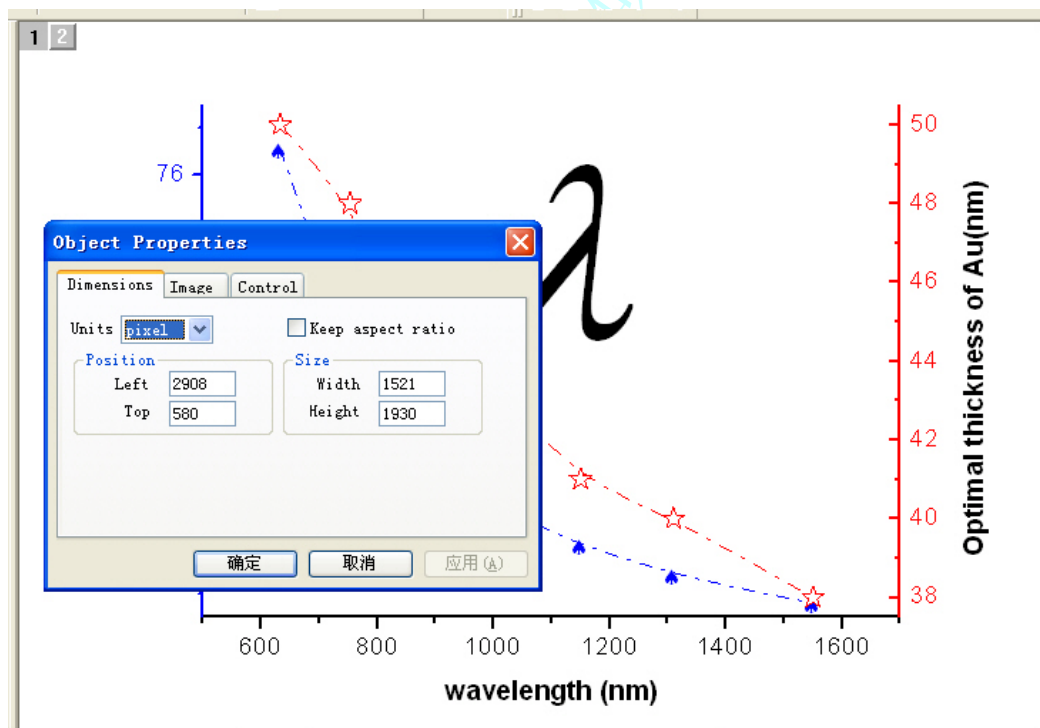 1 2
76
Object Properties
Dimensions Image Control
Units pixel Keep aspect ratio
Position Size
Left 2908 Width 1521
Top 580 Height 1930
确定 取消 应用(A)
λ
50
48
46
44
42
40
38
Optimal thickness of Au(nm)
600 800 1000 1200 1400 1600
wavelength (nm)